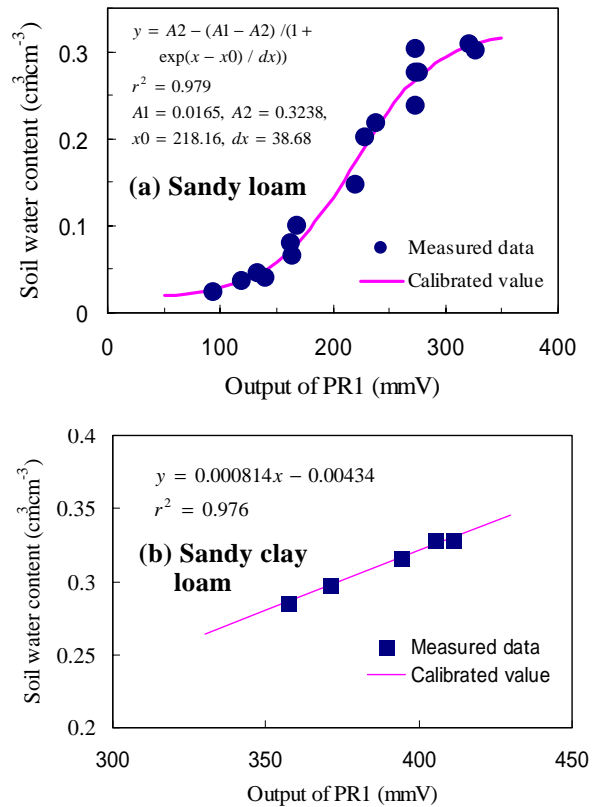 y = A2 − (A1 − A2) /(1 +
exp(x − x0) / dx))
r² = 0.979
A1 = 0.0165, A2 = 0.3238,
x0 = 218.16, dx = 38.68
(a) Sandy loam
Measured data
Calibrated value
Soil water content (cm³cm⁻³)
0.3
0.2
0.1
0
0 100 200 300 400
Output of PR1 (mmV)
0.4
0.35
0.3
0.25
0.2
Soil water content (cm³cm⁻³)
y = 0.000814x − 0.00434
r² = 0.976
(b) Sandy clay
loam
Measured data
Calibrated value
300 350 400 450
Output of PR1 (mmV)